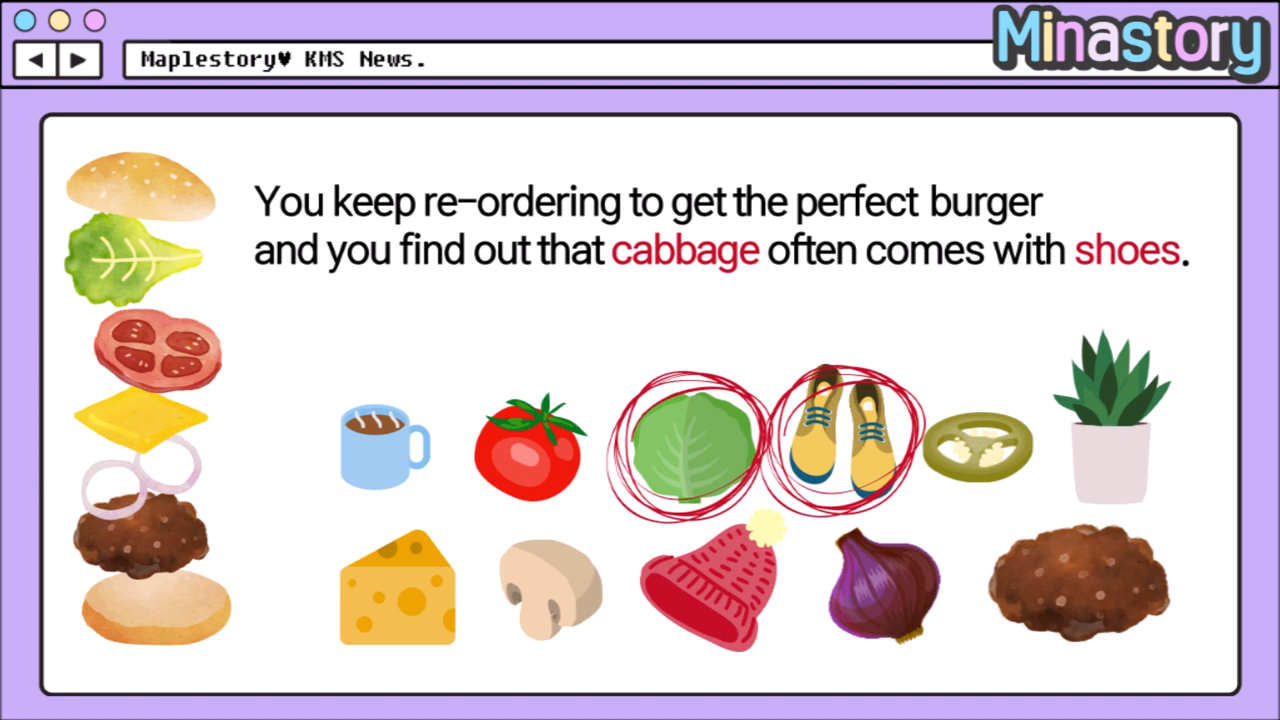 Minastory
Maplestory♥ KMS News.
You keep re-ordering to get the perfect burger
and you find out that cabbage often comes with shoes.